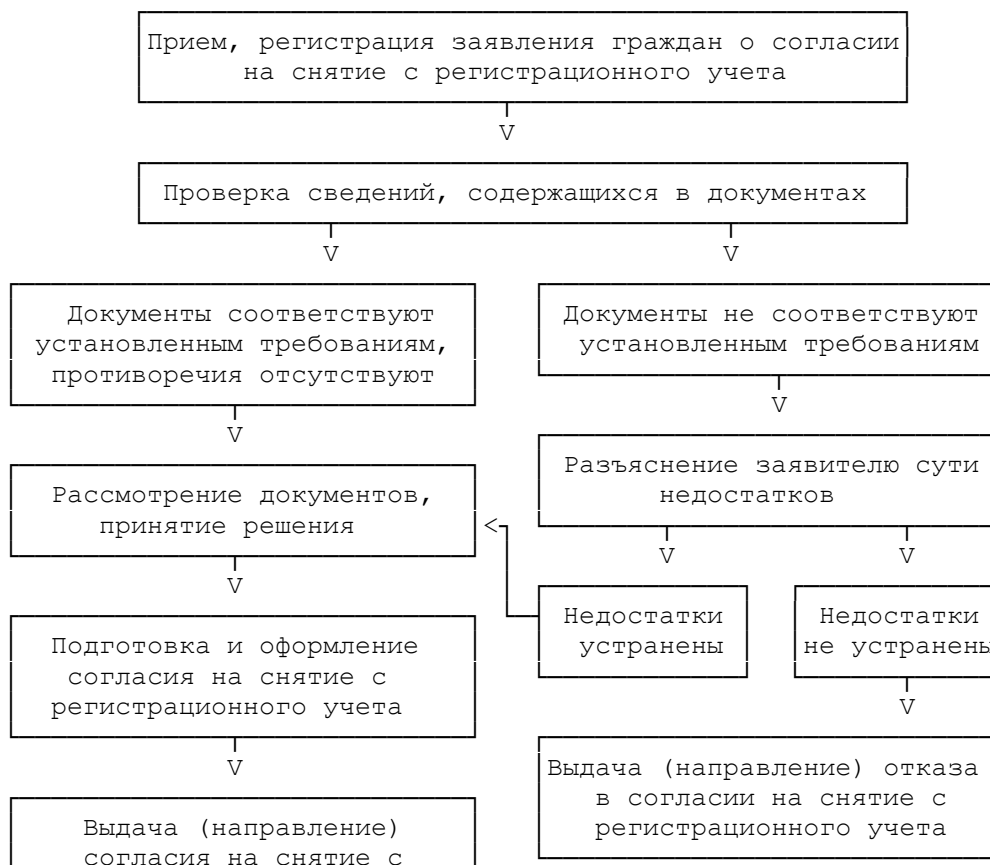 Прием, регистрация заявления граждан о согласии
на снятие с регистрационного учета
Проверка сведений, содержащихся в документах
Документы соответствуют
установленным требованиям,
противоречия отсутствуют
Документы не соответствуют
установленным требованиям
Рассмотрение документов,
принятие решения
Разъяснение заявителю сути
недостатков
Недостатки
устранены
Недостатки
не устранены
Подготовка и оформление
согласия на снятие с
регистрационного учета
Выдача (направление) отказа
в согласии на снятие с
регистрационного учета
Выдача (направление)
согласия на снятие с